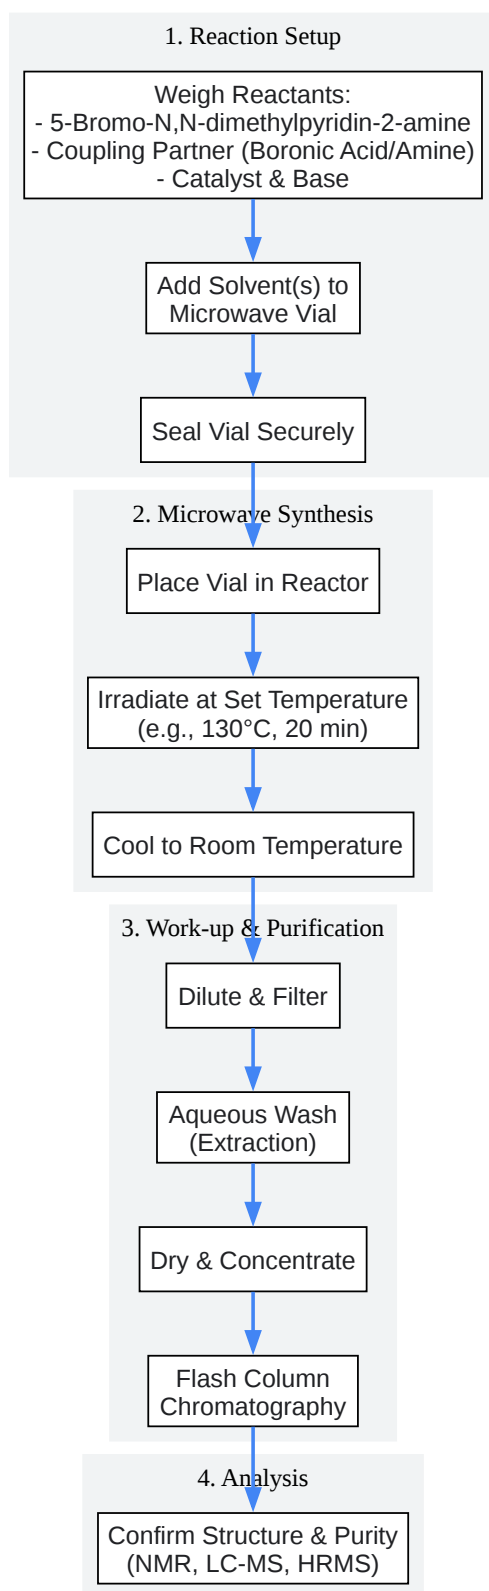 1. Reaction Setup
Weigh Reactants:
- 5-Bromo-N,N-dimethylpyridin-2-amine
- Coupling Partner (Boronic Acid/Amine)
- Catalyst & Base
Add Solvent(s) to
Microwave Vial
Seal Vial Securely
2. Microwave Synthesis
Place Vial in Reactor
Irradiate at Set Temperature
(e.g., 130°C, 20 min)
Cool to Room Temperature
3. Work-up & Purification
Dilute & Filter
Aqueous Wash
(Extraction)
Dry & Concentrate
Flash Column
Chromatography
4. Analysis
Confirm Structure & Purity
(NMR, LC-MS, HRMS)